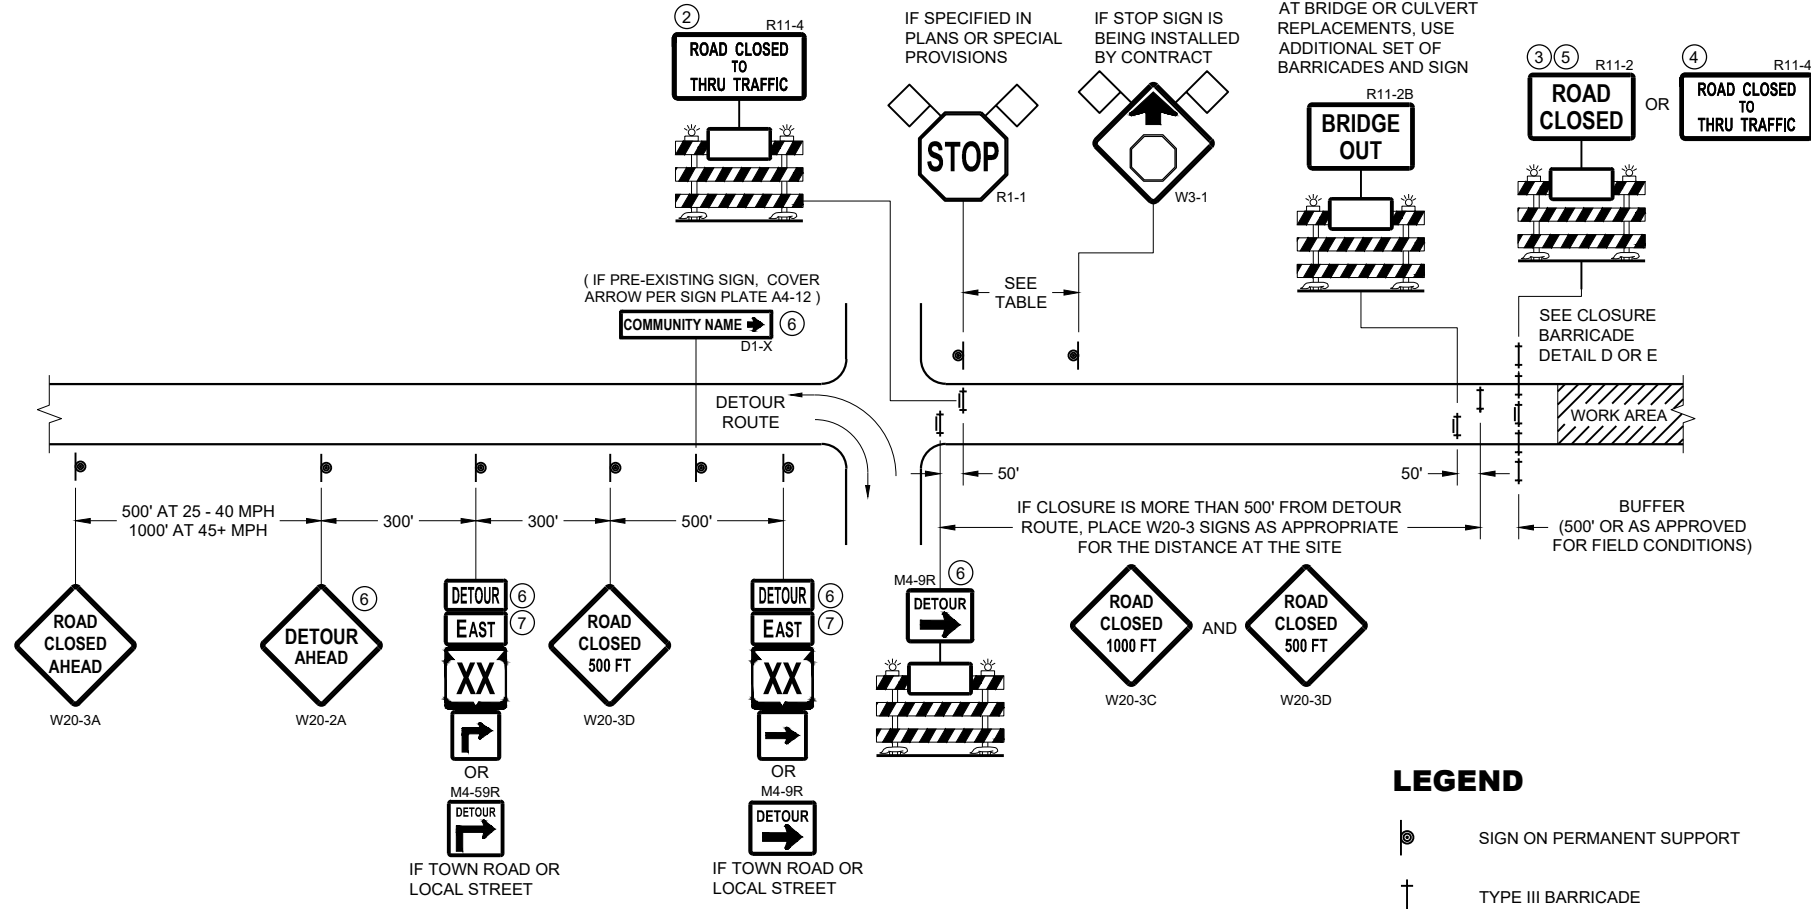 2
R11-4
ROAD CLOSED
TO
THRU TRAFFIC
IF SPECIFIED IN
PLANS OR SPECIAL
PROVISIONS
STOP
R1-1
IF STOP SIGN IS
BEING INSTALLED
BY CONTRACT
W3-1
AT BRIDGE OR CULVERT
REPLACEMENTS, USE
ADDITIONAL SET OF
BARRICADES AND SIGN
R11-2B
BRIDGE
OUT
3 5
R11-2
ROAD
CLOSED
OR
4
R11-4
ROAD CLOSED
TO
THRU TRAFFIC
( IF PRE-EXISTING SIGN, COVER
ARROW PER SIGN PLATE A4-12 )
COMMUNITY NAME
6
D1-X
SEE
TABLE
SEE CLOSURE
BARRICADE
DETAIL D OR E
DETOUR
ROUTE
WORK AREA
50'
50'
500' AT 25 - 40 MPH
1000' AT 45+ MPH
300'
300'
500'
IF CLOSURE IS MORE THAN 500' FROM DETOUR
ROUTE, PLACE W20-3 SIGNS AS APPROPRIATE
FOR THE DISTANCE AT THE SITE
BUFFER
(500' OR AS APPROVED
FOR FIELD CONDITIONS)
ROAD
CLOSED
AHEAD
W20-3A
6
DETOUR
AHEAD
W20-2A
DETOUR
6
EAST
7
XX
OR
M4-59R
DETOUR
IF TOWN ROAD OR
LOCAL STREET
ROAD
CLOSED
500 FT
W20-3D
DETOUR
6
EAST
7
XX
OR
M4-9R
DETOUR
IF TOWN ROAD OR
LOCAL STREET
M4-9R
6
DETOUR
ROAD
CLOSED
1000 FT
W20-3C
AND
ROAD
CLOSED
500 FT
W20-3D
LEGEND
SIGN ON PERMANENT SUPPORT
TYPE III BARRICADE